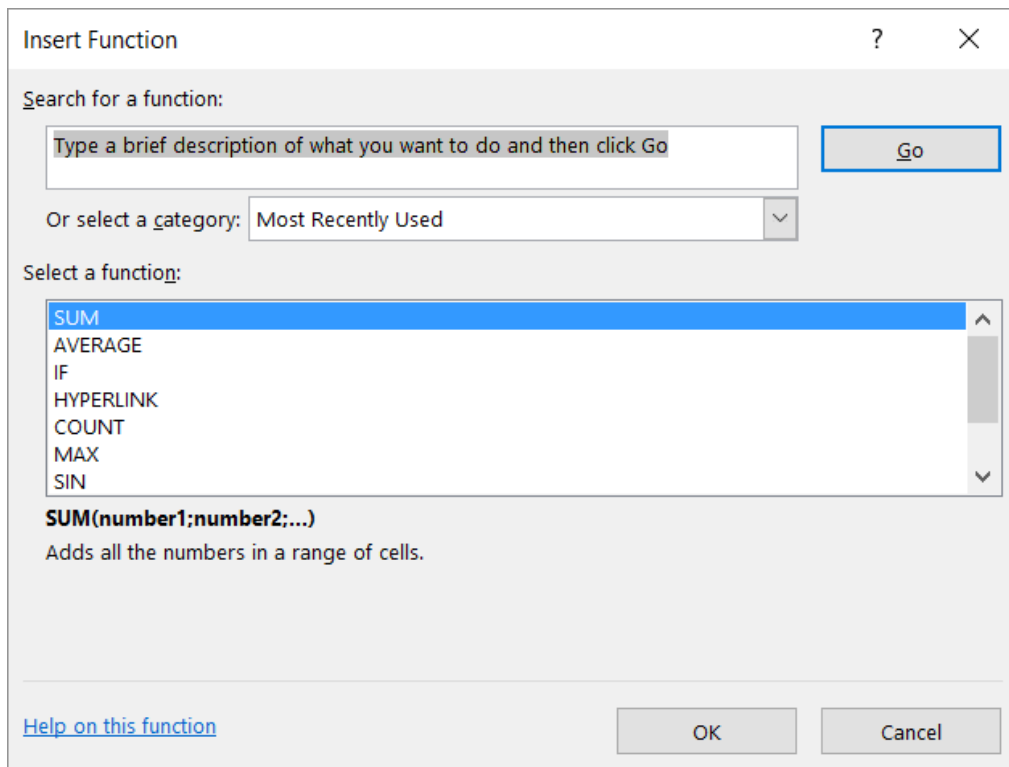 Insert Function
?
Search for a function:
Type a brief description of what you want to do and then click Go
Go
Or select a category: Most Recently Used
Select a function:
SUM
AVERAGE
IF
HYPERLINK
COUNT
MAX
SIN
SUM(number1;number2;...)
Adds all the numbers in a range of cells.
Help on this function
OK
Cancel